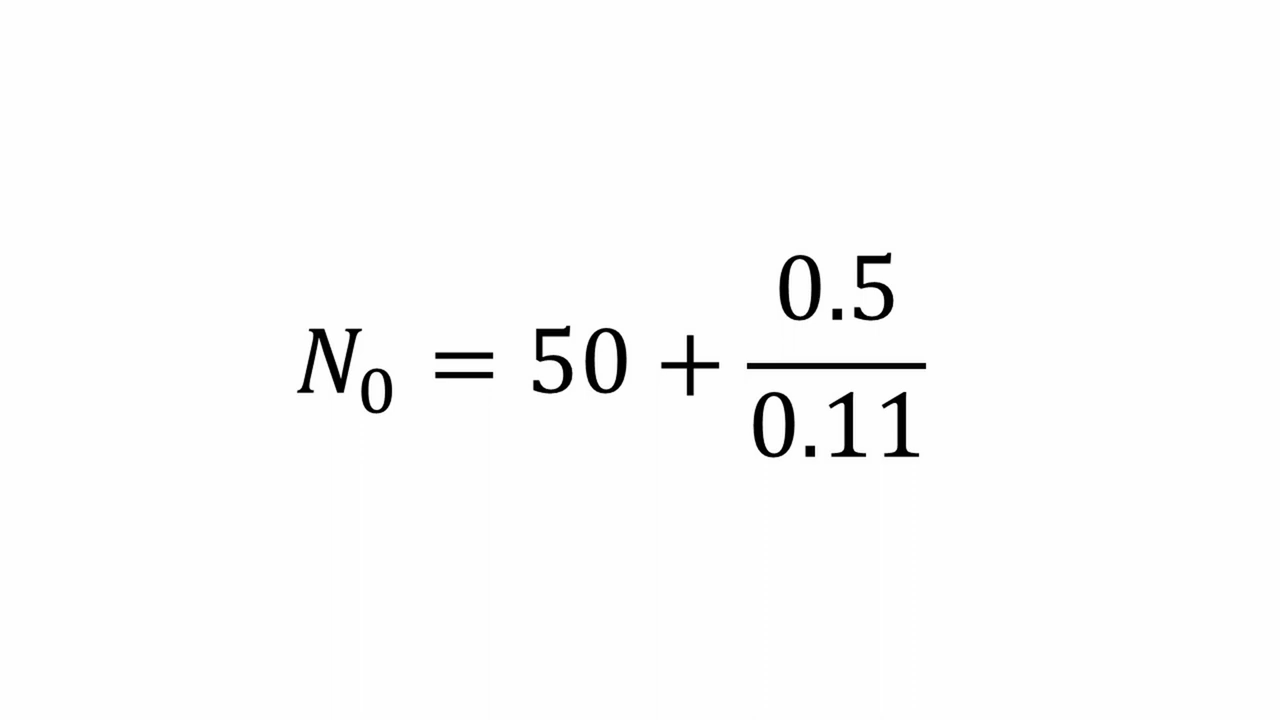 N₀ = 50 + 0.5/0.11